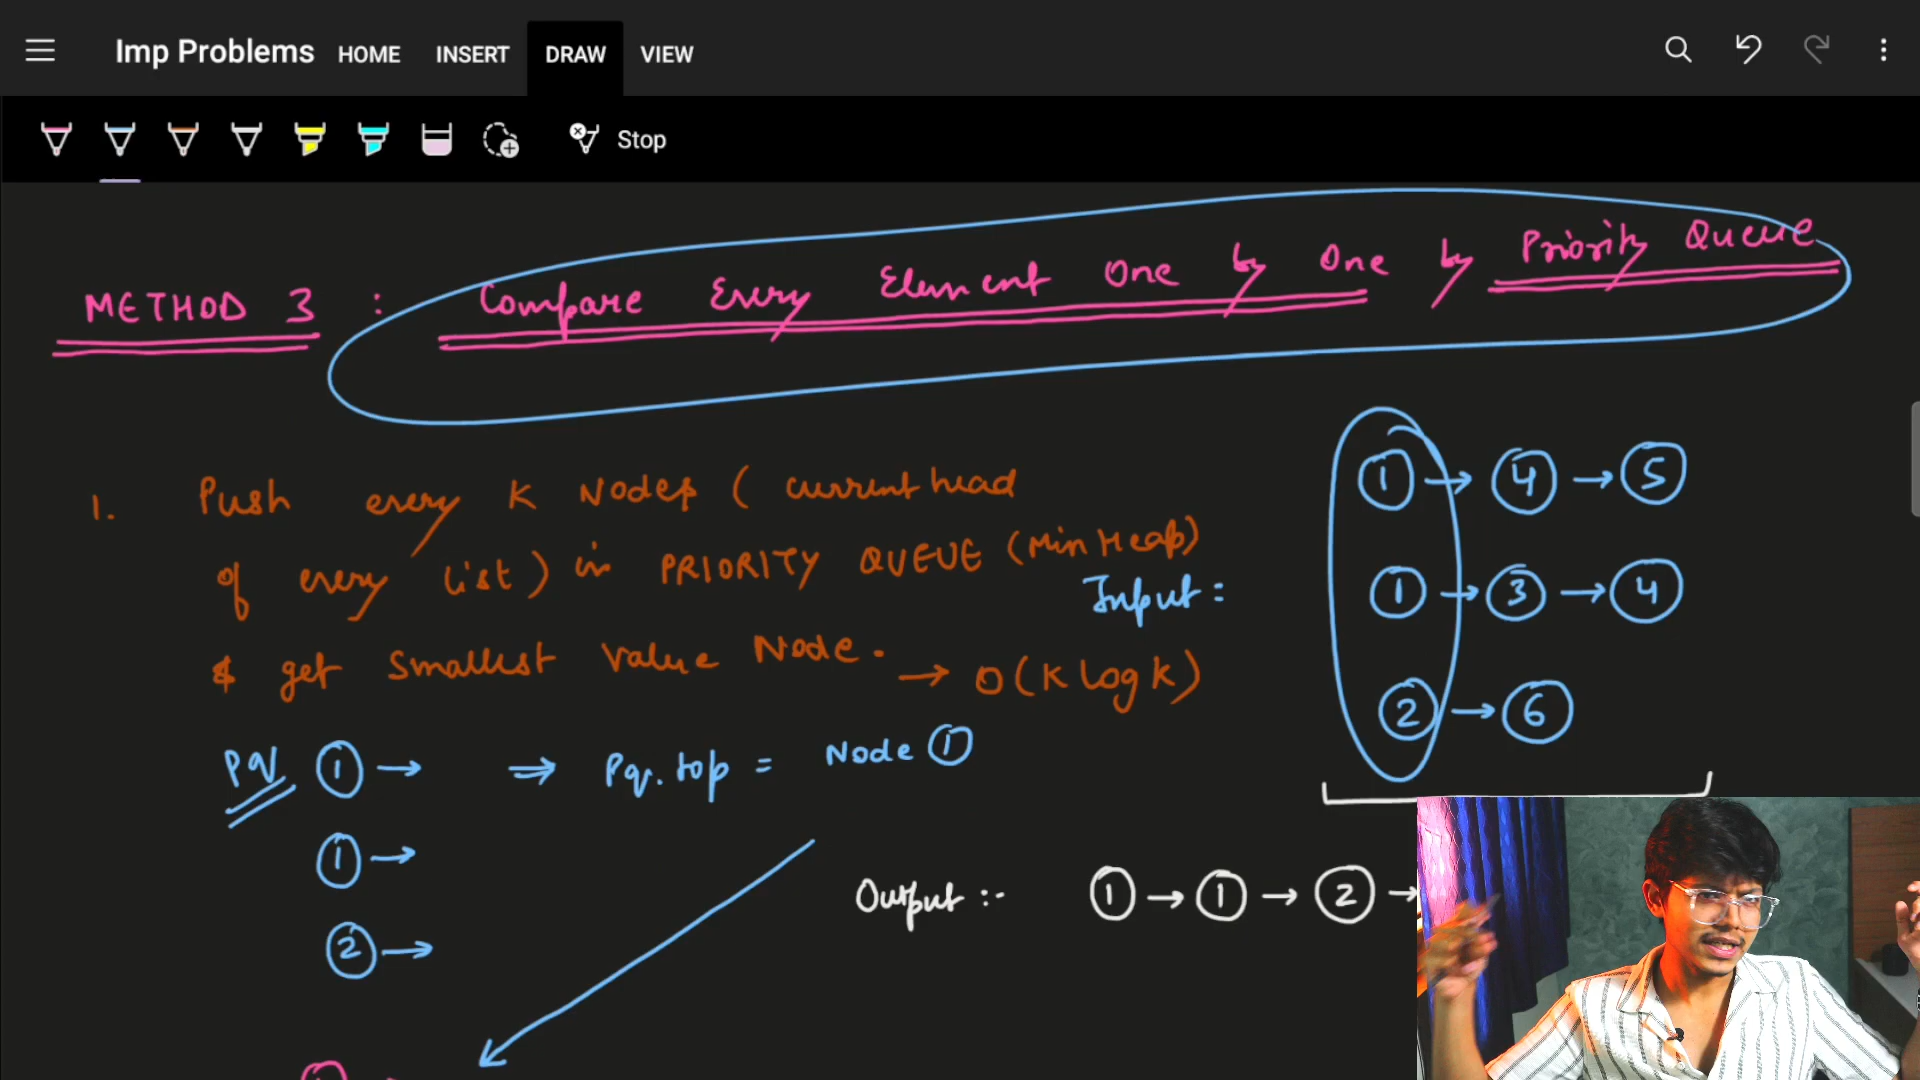 Imp Problems HOME INSERT DRAW VIEW
Stop
METHOD 3 : Compare Every Element One by One by Priority Queue
1. Push every K Nodes ( current head
of every list ) in PRIORITY QUEUE (Min Heap)
& get smallest value Node. → O(K log K)
Input :
1 → 4 → 5
1 → 3 → 4
2 → 6
PQ 1 → ⇒ Pq.top = Node 1
1 →
2 →
Output :- 1 → 1 → 2 →